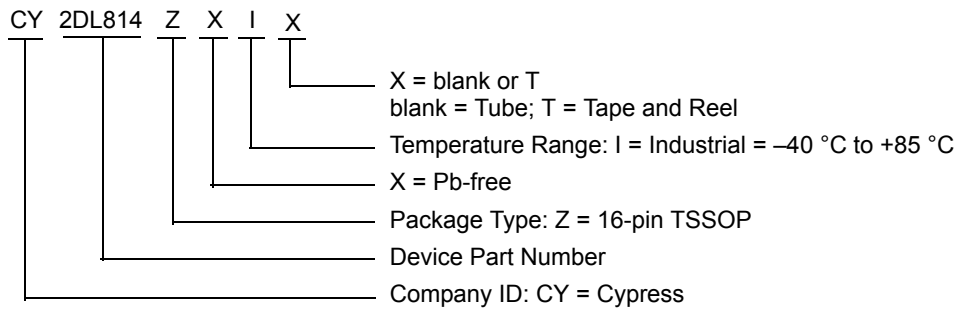 CY 2DL814 Z X I X
X = blank or T
blank = Tube; T = Tape and Reel
Temperature Range: I = Industrial = –40 °C to +85 °C
X = Pb-free
Package Type: Z = 16-pin TSSOP
Device Part Number
Company ID: CY = Cypress